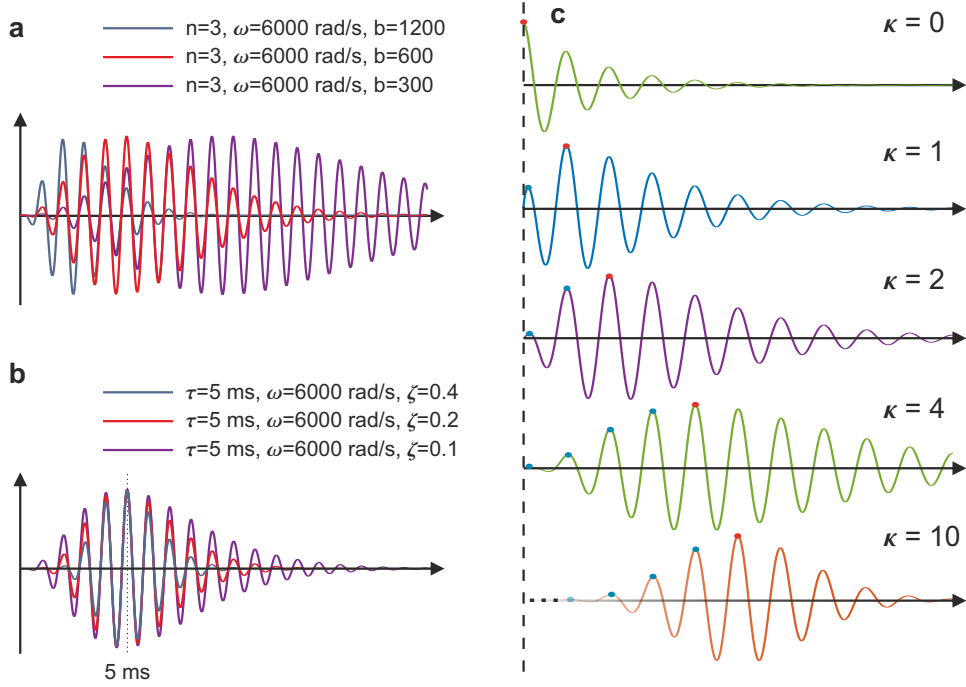 a
n=3, ω=6000 rad/s, b=1200
n=3, ω=6000 rad/s, b=600
n=3, ω=6000 rad/s, b=300
b
τ=5 ms, ω=6000 rad/s, ζ=0.4
τ=5 ms, ω=6000 rad/s, ζ=0.2
τ=5 ms, ω=6000 rad/s, ζ=0.1
5 ms
c
κ = 0
κ = 1
κ = 2
κ = 4
κ = 10